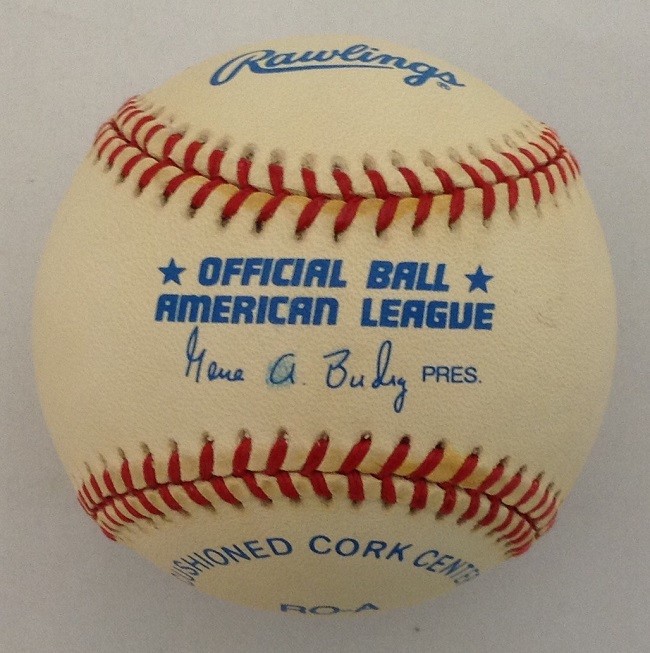 Rawlings®
★ OFFICIAL BALL ★
AMERICAN LEAGUE
Gene A. Budig PRES.
CUSHIONED CORK CENTER
RO-A